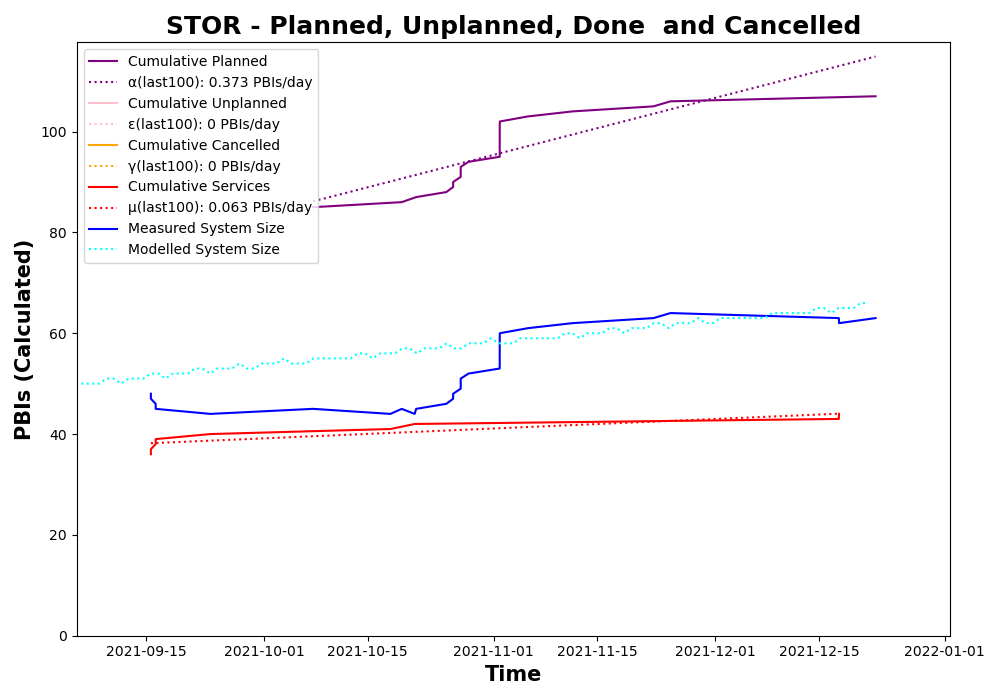 STOR - Planned, Unplanned, Done  and Cancelled
Cumulative Planned
α(last100): 0.373 PBIs/day
Cumulative Unplanned
ε(last100): 0 PBIs/day
Cumulative Cancelled
γ(last100): 0 PBIs/day
Cumulative Services
μ(last100): 0.063 PBIs/day
Measured System Size
Modelled System Size
PBIs (Calculated)
100
80
60
40
20
0
2021-09-15
2021-10-01
2021-10-15
2021-11-01
2021-11-15
2021-12-01
2021-12-15
2022-01-01
Time